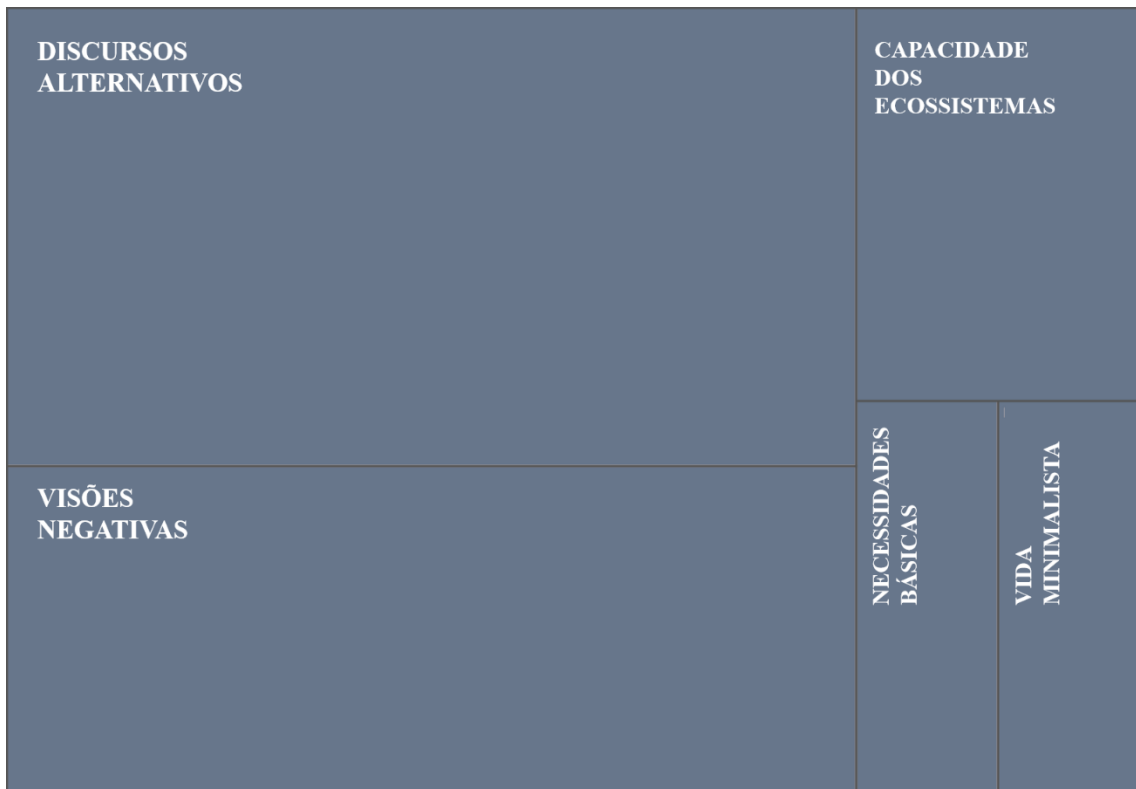 DISCURSOS
ALTERNATIVOS
CAPACIDADE
DOS
ECOSSISTEMAS
VISÕES
NEGATIVAS
NECESSIDADES
BÁSICAS
VIDA
MINIMALISTA